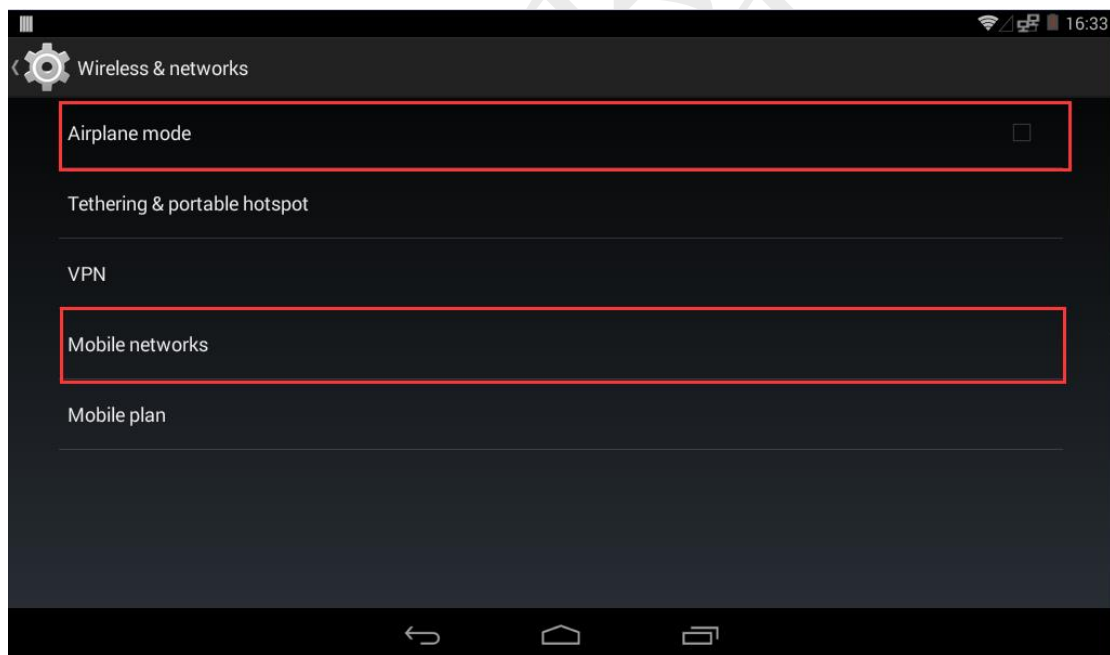 16:33
Wireless & networks
Airplane mode
Tethering & portable hotspot
VPN
Mobile networks
Mobile plan